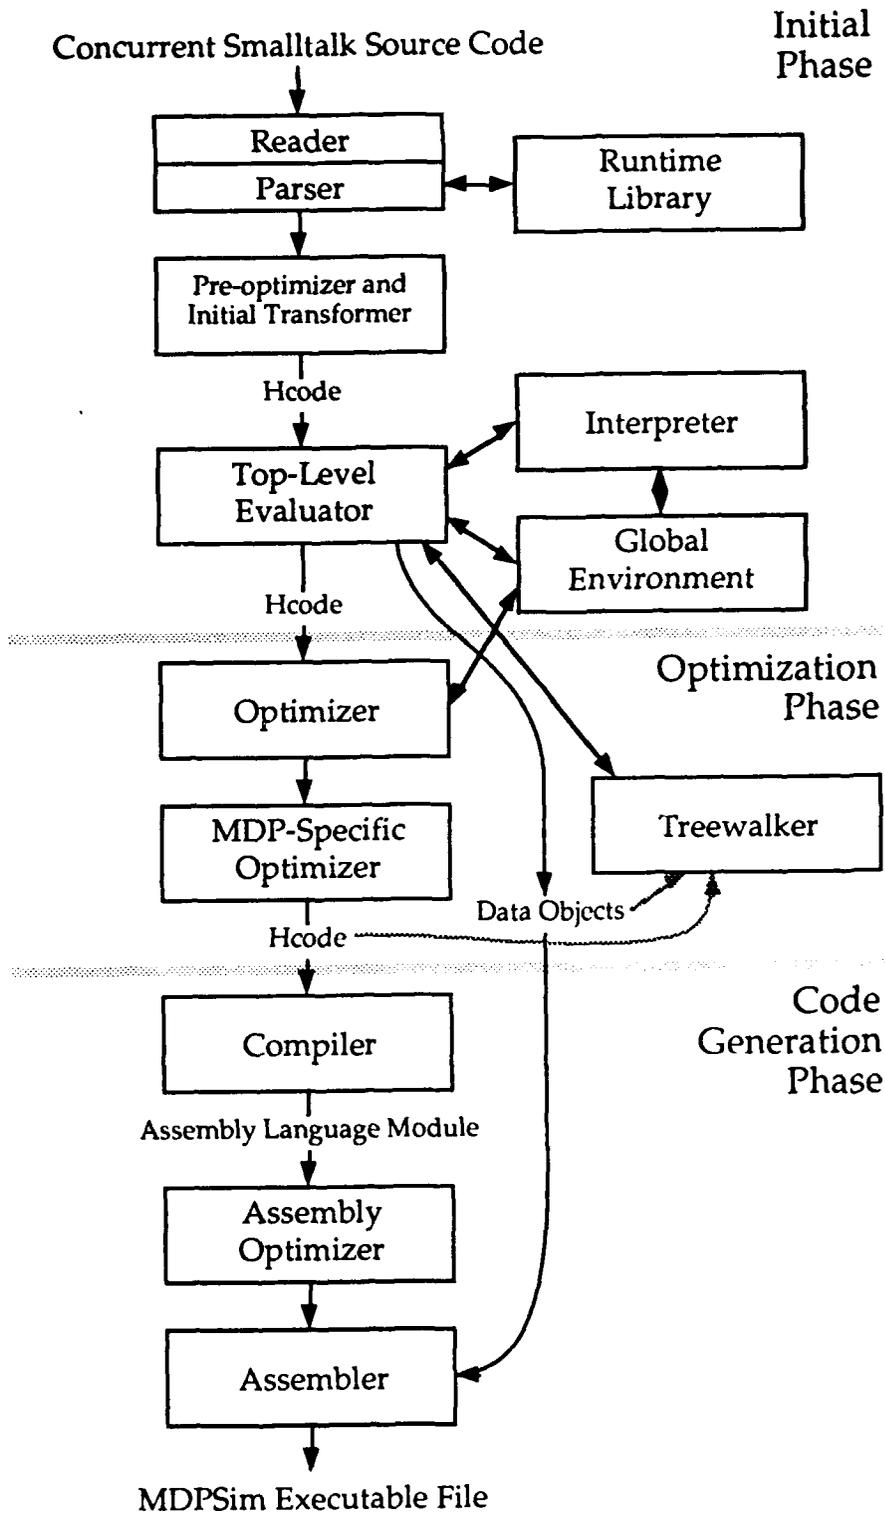 Initial
Phase
Concurrent Smalltalk Source Code
Reader
Parser
Runtime
Library
Pre-optimizer and
Initial Transformer
Hcode
Interpreter
Top-Level
Evaluator
Global
Environment
Hcode
Optimization
Phase
Optimizer
MDP-Specific
Optimizer
Treewalker
Data Objects
Hcode
Code
Generation
Phase
Compiler
Assembly Language Module
Assembly
Optimizer
Assembler
MDPSim Executable File